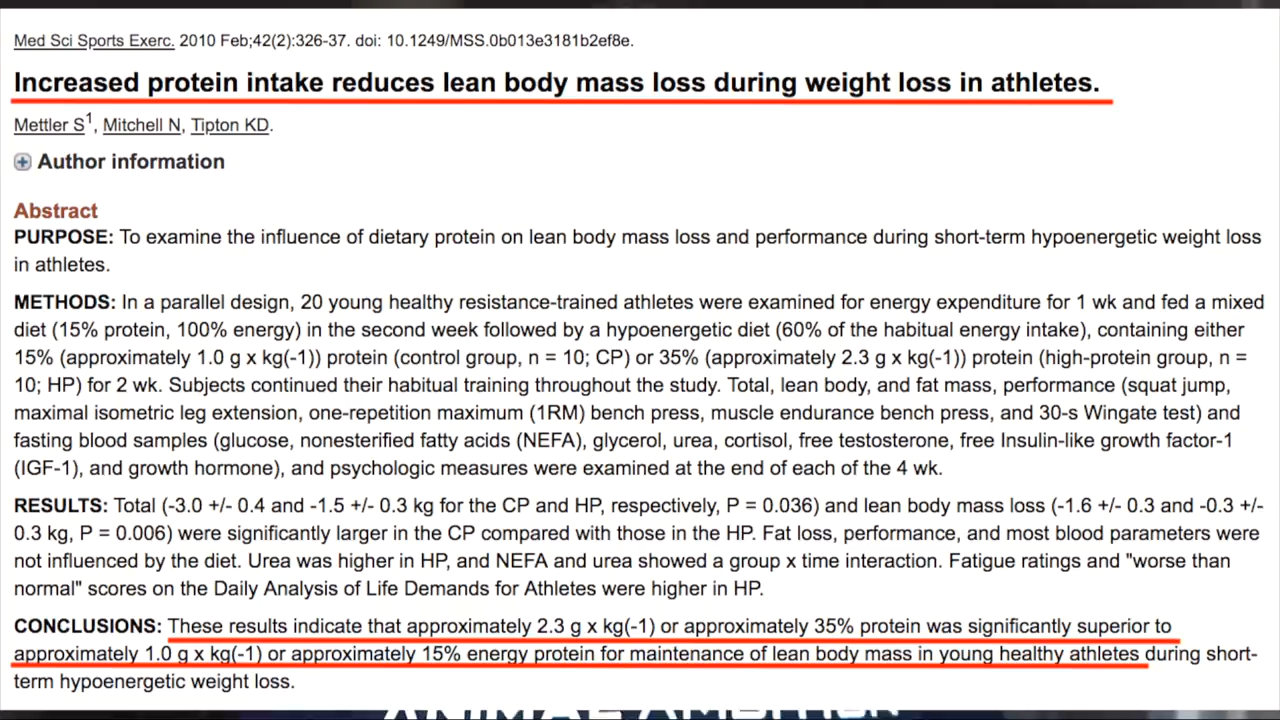 Med Sci Sports Exerc. 2010 Feb;42(2):326-37. doi: 10.1249/MSS.0b013e3181b2ef8e.
Increased protein intake reduces lean body mass loss during weight loss in athletes.
Mettler S1, Mitchell N, Tipton KD.
Author information
Abstract
PURPOSE: To examine the influence of dietary protein on lean body mass loss and performance during short-term hypoenergetic weight loss
in athletes.
METHODS: In a parallel design, 20 young healthy resistance-trained athletes were examined for energy expenditure for 1 wk and fed a mixed
diet (15% protein, 100% energy) in the second week followed by a hypoenergetic diet (60% of the habitual energy intake), containing either
15% (approximately 1.0 g x kg(-1)) protein (control group, n = 10; CP) or 35% (approximately 2.3 g x kg(-1)) protein (high-protein group, n =
10; HP) for 2 wk. Subjects continued their habitual training throughout the study. Total, lean body, and fat mass, performance (squat jump,
maximal isometric leg extension, one-repetition maximum (1RM) bench press, muscle endurance bench press, and 30-s Wingate test) and
fasting blood samples (glucose, nonesterified fatty acids (NEFA), glycerol, urea, cortisol, free testosterone, free Insulin-like growth factor-1
(IGF-1), and growth hormone), and psychologic measures were examined at the end of each of the 4 wk.
RESULTS: Total (-3.0 +/- 0.4 and -1.5 +/- 0.3 kg for the CP and HP, respectively, P = 0.036) and lean body mass loss (-1.6 +/- 0.3 and -0.3 +/-
0.3 kg, P = 0.006) were significantly larger in the CP compared with those in the HP. Fat loss, performance, and most blood parameters were
not influenced by the diet. Urea was higher in HP, and NEFA and urea showed a group x time interaction. Fatigue ratings and "worse than
normal" scores on the Daily Analysis of Life Demands for Athletes were higher in HP.
CONCLUSIONS: These results indicate that approximately 2.3 g x kg(-1) or approximately 35% protein was significantly superior to
approximately 1.0 g x kg(-1) or approximately 15% energy protein for maintenance of lean body mass in young healthy athletes during short-
term hypoenergetic weight loss.
ANIMAL AMBITION